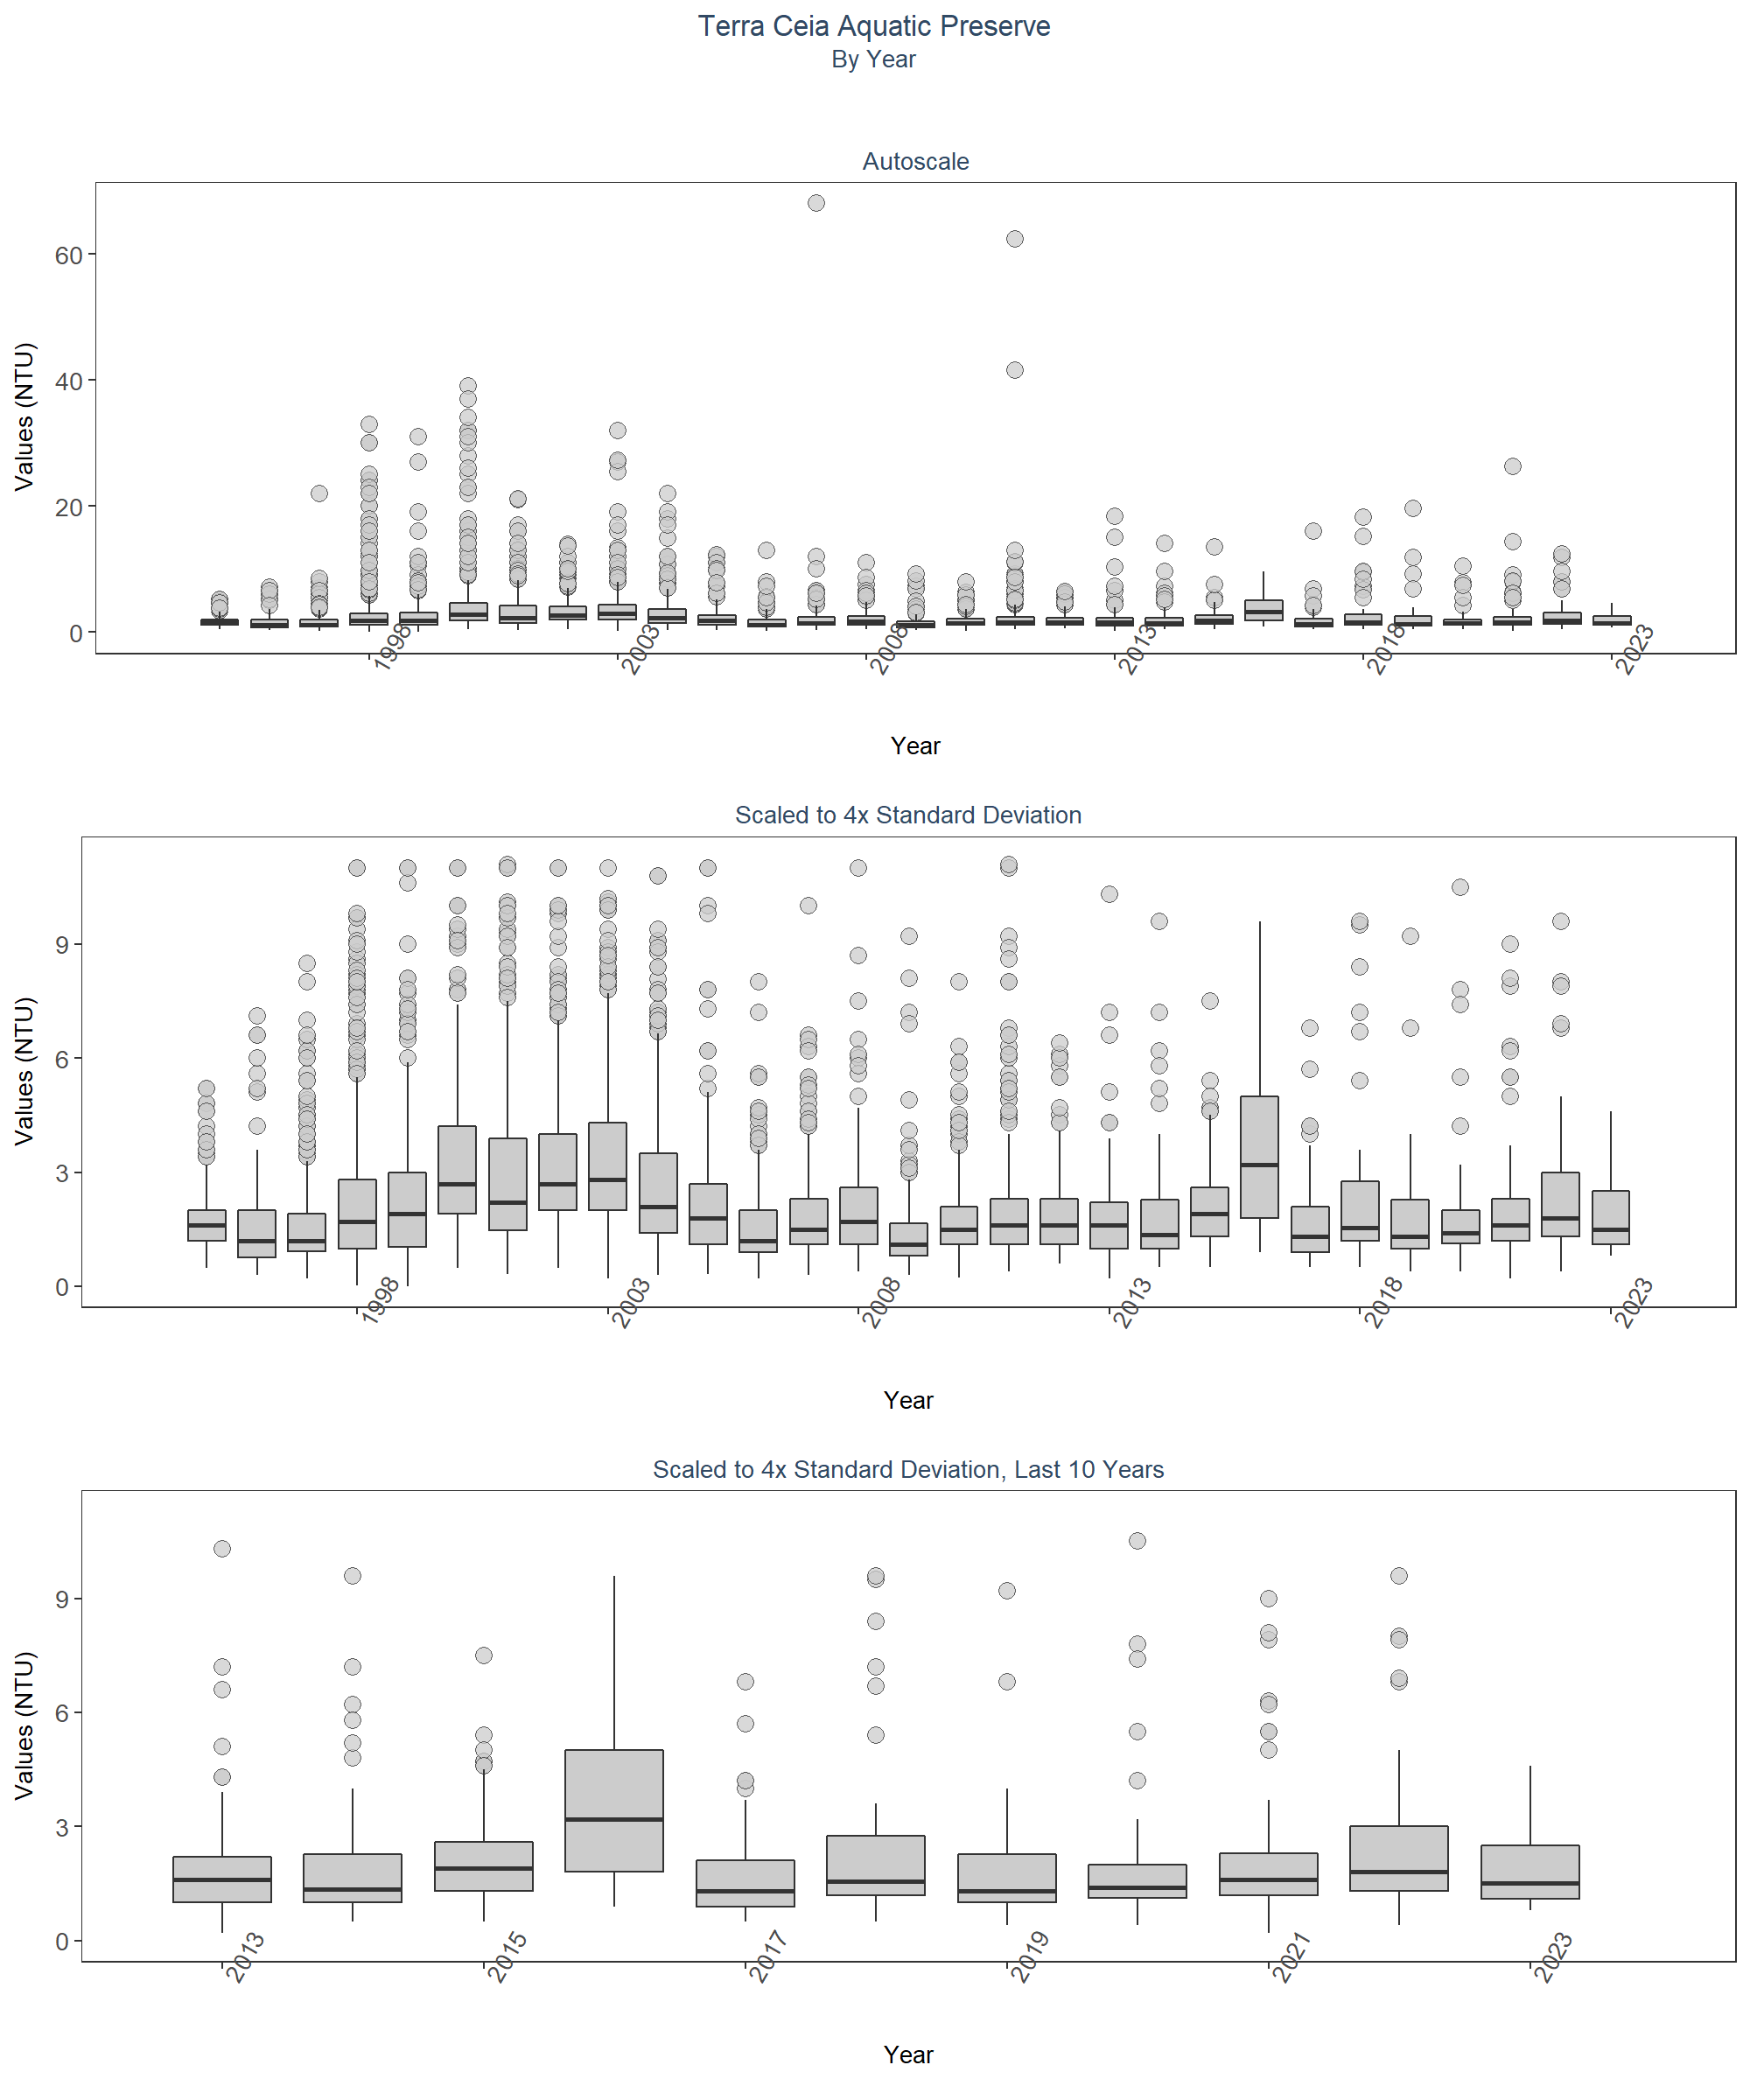 Terra Ceia Aquatic Preserve
By Year
Autoscale
Values (NTU)
60
40
20
0
1998
2003
2008
2013
2018
2023
Year
Scaled to 4x Standard Deviation
Values (NTU)
9
6
3
0
1998
2003
2008
2013
2018
2023
Year
Scaled to 4x Standard Deviation, Last 10 Years
Values (NTU)
9
6
3
0
2013
2015
2017
2019
2021
2023
Year